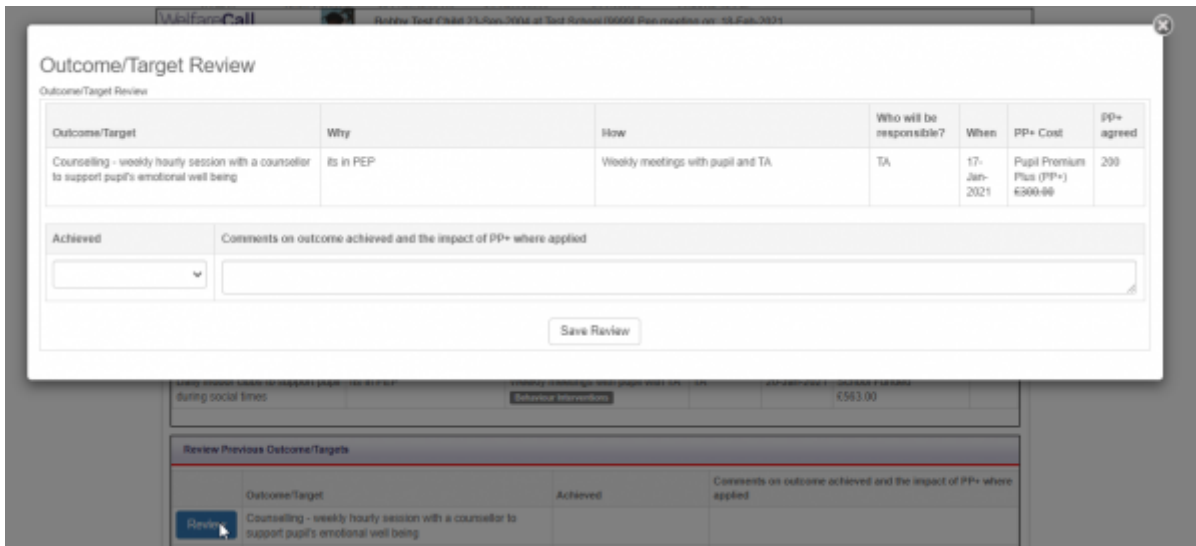 WelfareCall
Bobby Test Child 23-Sep-2004 at Test School [9999] Pep meeting on: 18-Feb-2021
Outcome/Target Review
Outcome/Target Review
Outcome/Target Why How Who will be responsible? When PP+ Cost PP+ agreed
Counselling - weekly hourly session with a counsellor its in PEP Weekly meetings with pupil and TA TA 17- Pupil Premium 200
to support pupil's emotional well being Jan- Plus (PP+)
2021 £300.00
Achieved Comments on outcome achieved and the impact of PP+ where applied
Save Review
Daily indoor clubs to support pupil its in PEP Weekly meetings with pupil with TA TA 20-Jan-2021 School Funded
during social times Behaviour Interventions £563.00
Review Previous Outcome/Targets
Outcome/Target Achieved Comments on outcome achieved and the impact of PP+ where
applied
Review Counselling - weekly hourly session with a counsellor to
support pupil's emotional well being